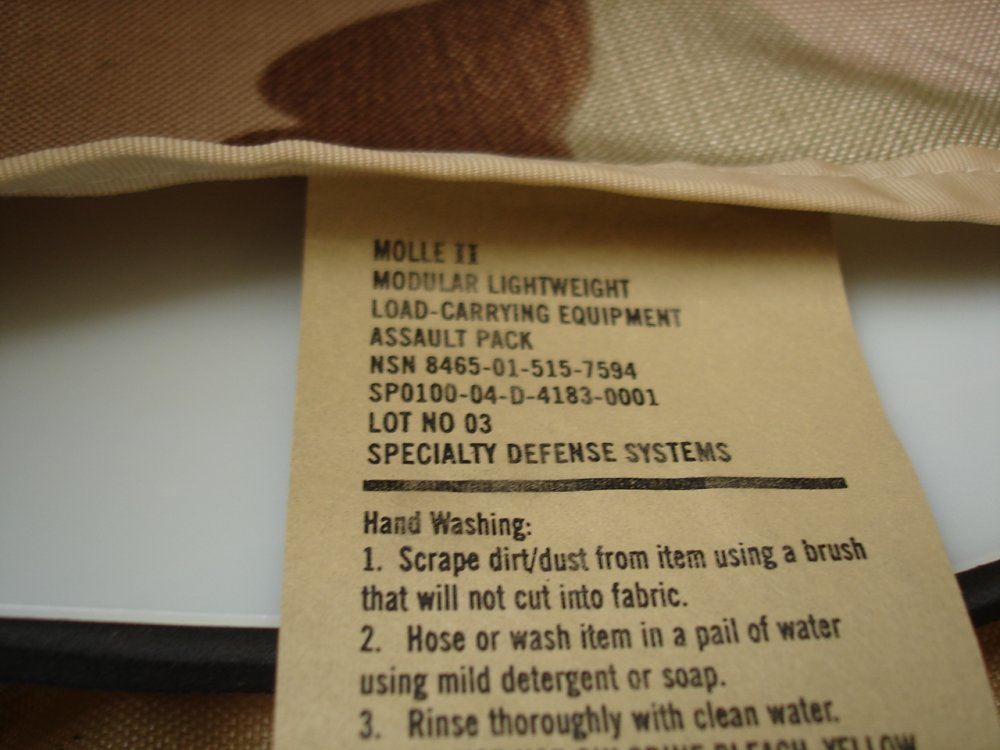 MOLLE II
MODULAR LIGHTWEIGHT
LOAD-CARRYING EQUIPMENT
ASSAULT PACK
NSN 8465-01-515-7594
SP0100-04-D-4183-0001
LOT NO 03
SPECIALTY DEFENSE SYSTEMS
Hand Washing:
1. Scrape dirt/dust from item using a brush
that will not cut into fabric.
2. Hose or wash item in a pail of water
using mild detergent or soap.
3. Rinse thoroughly with clean water.
CHLORINE BLEACH, YELLOW